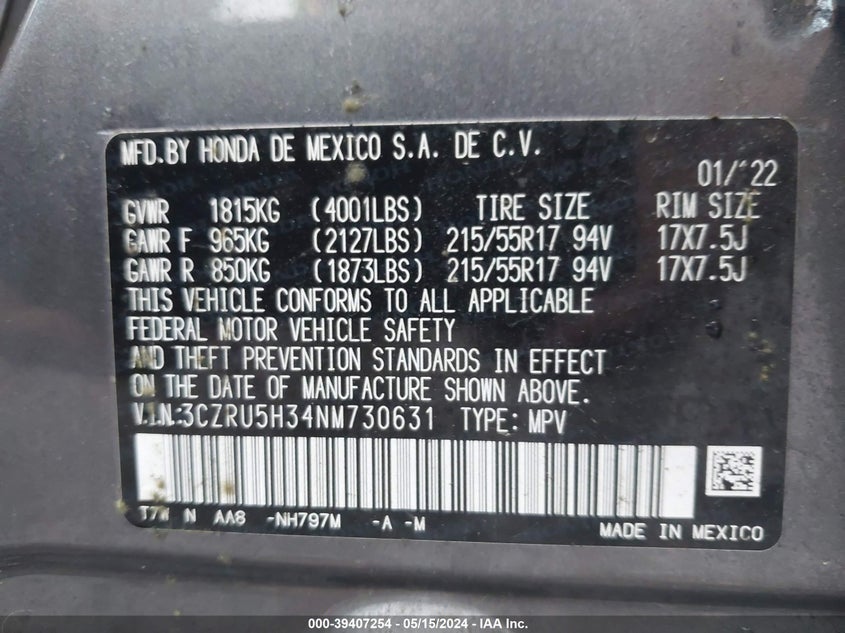 MFD.BY HONDA DE MEXICO S.A. DE C.V.
01/'22
GVWR 1815KG (4001LBS) TIRE SIZE RIM SIZE
GAWR F 965KG (2127LBS) 215/55R17 94V 17X7.5J
GAWR R 850KG (1873LBS) 215/55R17 94V 17X7.5J
THIS VEHICLE CONFORMS TO ALL APPLICABLE
FEDERAL MOTOR VEHICLE SAFETY
AND THEFT PREVENTION STANDARDS IN EFFECT
ON THE DATE OF MANUFACTURE SHOWN ABOVE.
V.I.N.:3CZRU5H34NM730631 TYPE: MPV
T7W N AA8 -NH797M -A -M
MADE IN MEXICO
000-39407254 - 05/15/2024 - IAA Inc.